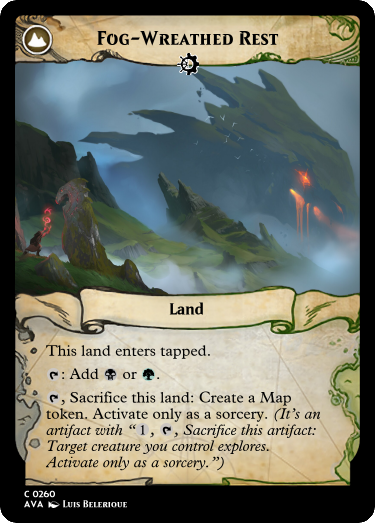 Fog-Wreathed Rest
Land
This land enters tapped.
: Add or .
, Sacrifice this land: Create a Map
token. Activate only as a sorcery. (It's an
artifact with “1, , Sacrifice this artifact:
Target creature you control explores.
Activate only as a sorcery.”)
C 0260
AVA Luis Belerique